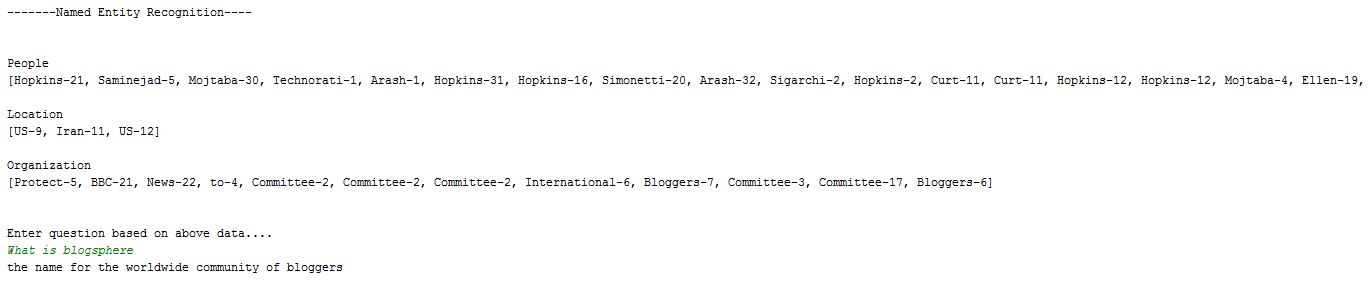 -------Named Entity Recognition----
People
[Hopkins-21, Saminejad-5, Mojtaba-30, Technorati-1, Arash-1, Hopkins-31, Hopkins-16, Simonetti-20, Arash-32, Sigarchi-2, Hopkins-2, Curt-11, Curt-11, Hopkins-12, Hopkins-12, Mojtaba-4, Ellen-19,
Location
[US-9, Iran-11, US-12]
Organization
[Protect-5, BBC-21, News-22, to-4, Committee-2, Committee-2, Committee-2, International-6, Bloggers-7, Committee-3, Committee-17, Bloggers-6]
Enter question based on above data....
What is blogsphere
the name for the worldwide community of bloggers